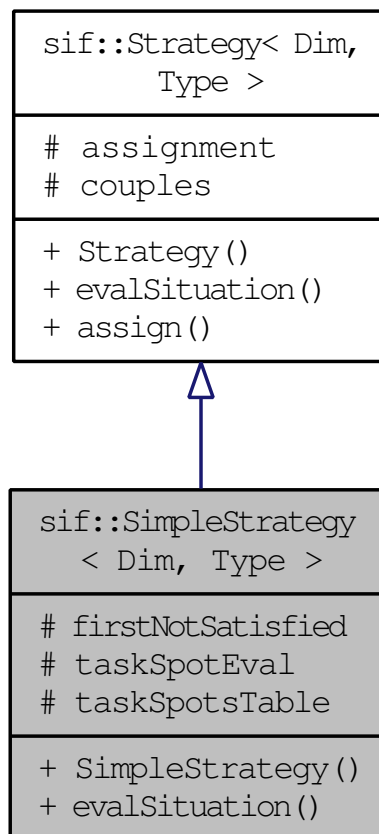 sif::Strategy< Dim,
Type >
# assignment
# couples
+ Strategy()
+ evalSituation()
+ assign()
sif::SimpleStrategy
< Dim, Type >
# firstNotSatisfied
# taskSpotEval
# taskSpotsTable
+ SimpleStrategy()
+ evalSituation()